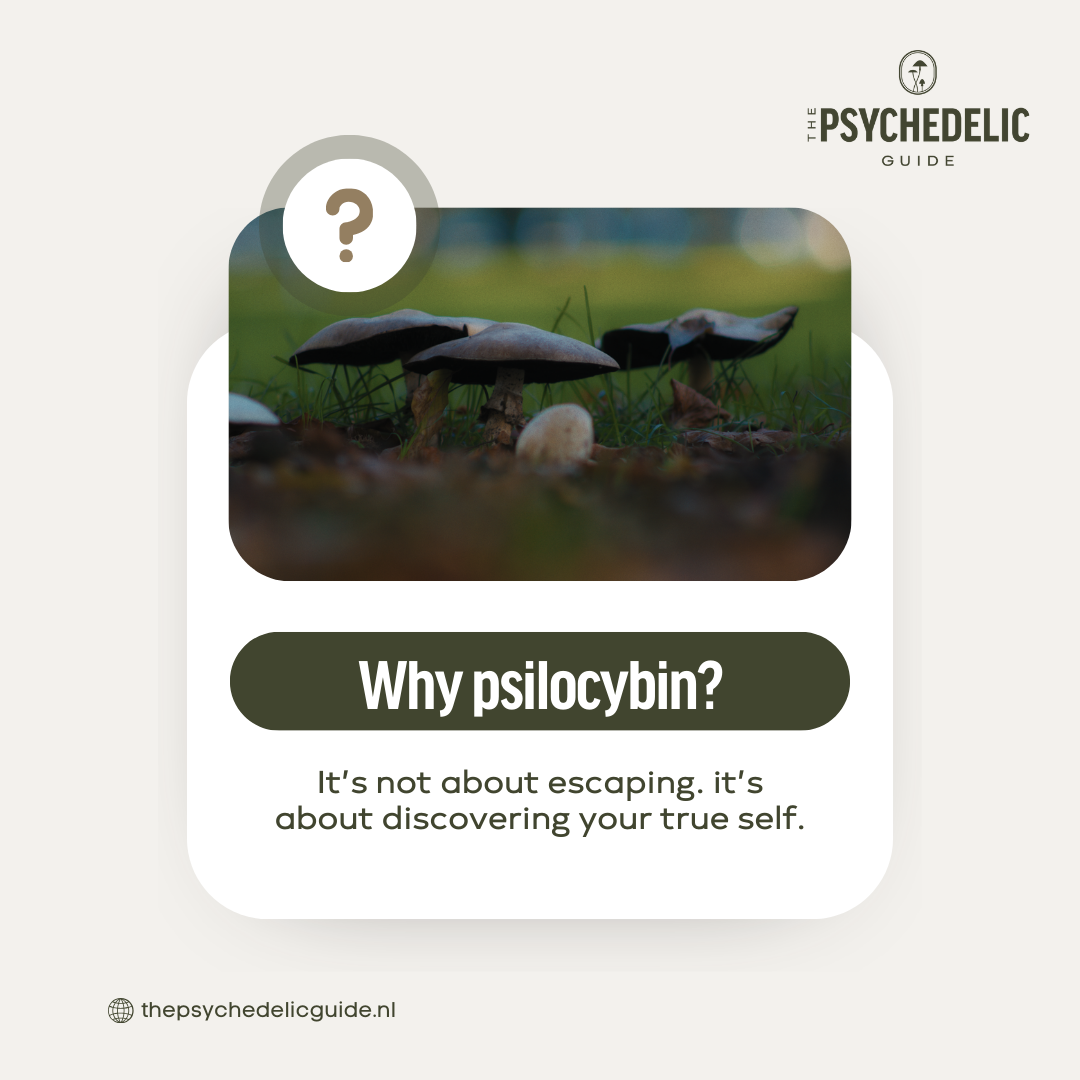 THE PSYCHEDELIC
GUIDE
?
Why psilocybin?
It's not about escaping. it's
about discovering your true self.
thepsychedelicguide.nl